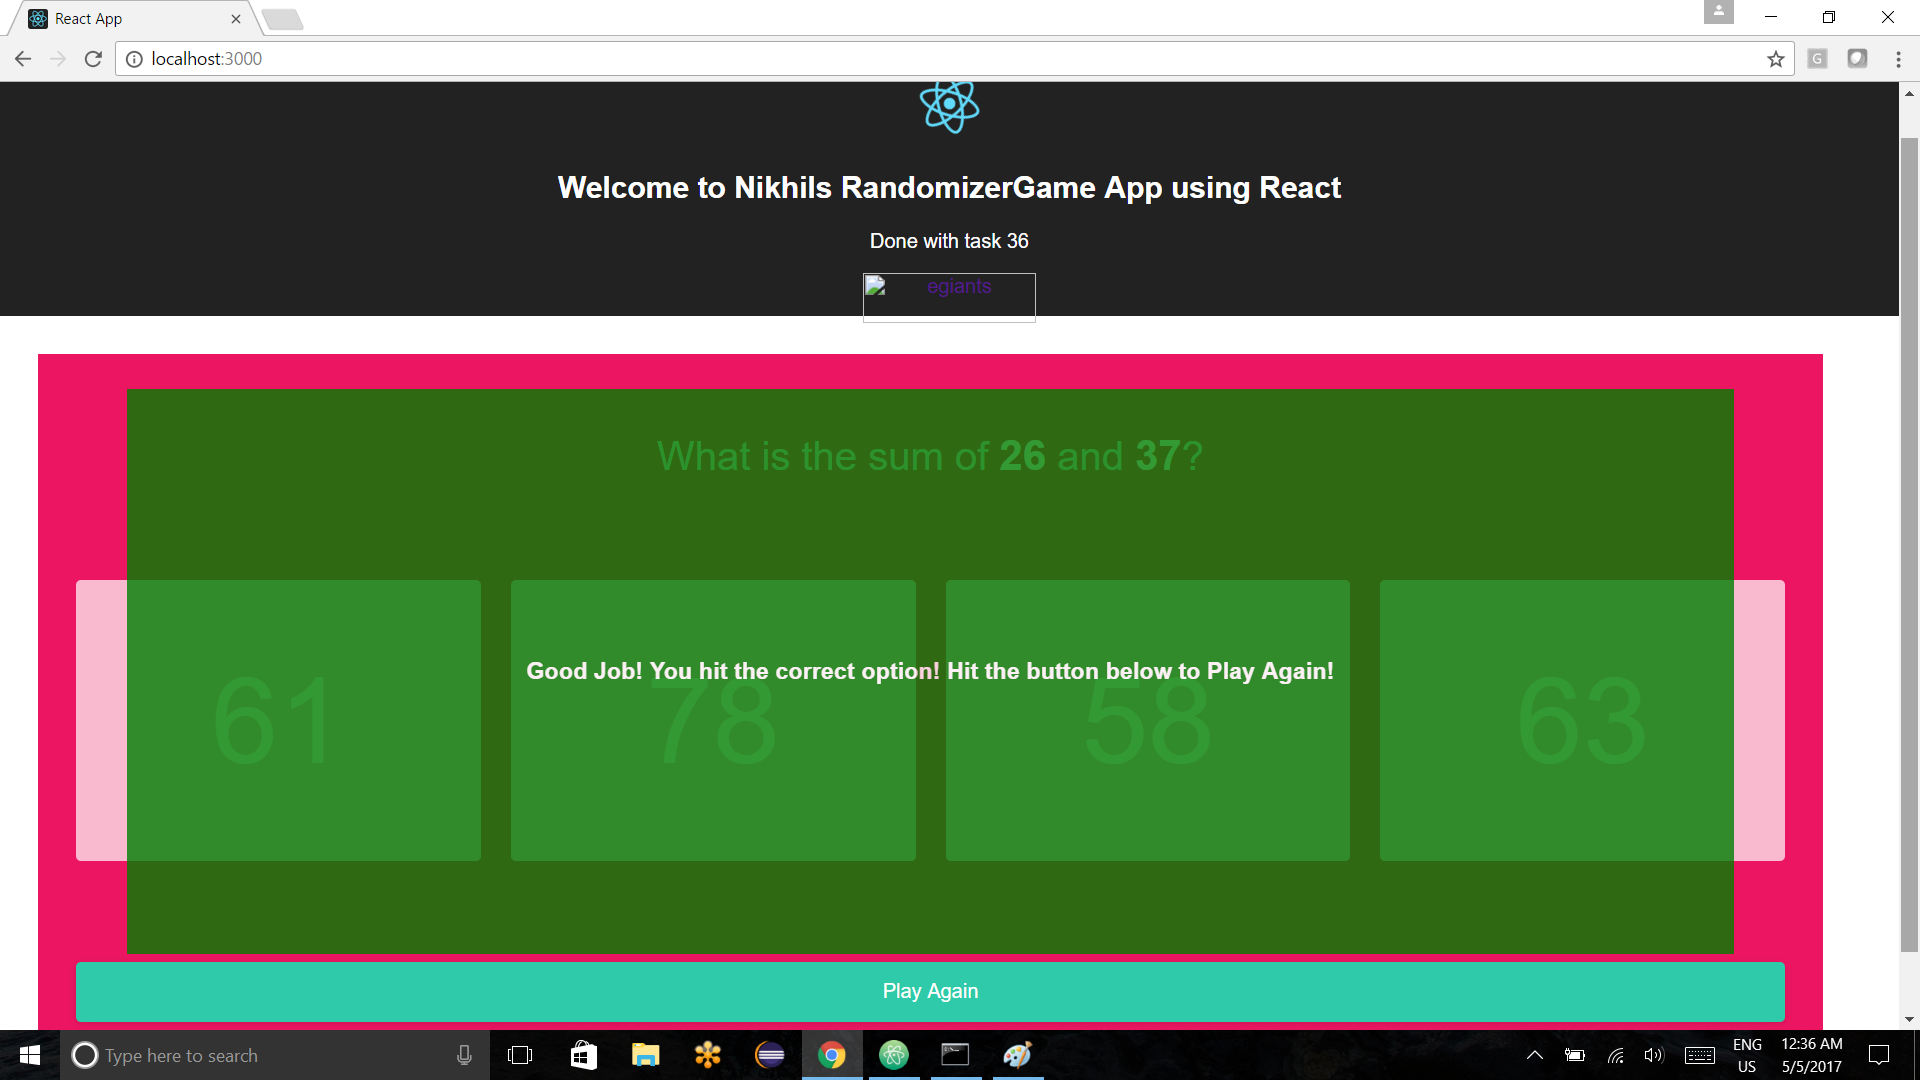 React App
localhost:3000
G
Welcome to Nikhils RandomizerGame App using React
Done with task 36
egiants
What is the sum of 26 and 37?
Good Job! You hit the correct option! Hit the button below to Play Again!
61 78 58 63
Play Again
Type here to search
ENG 12:36 AM
US 5/5/2017